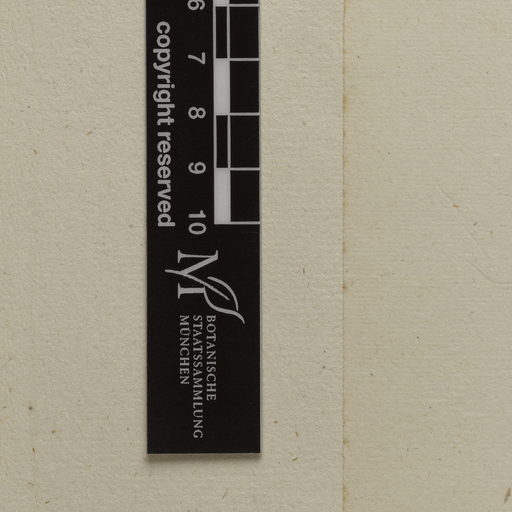 6
7
8
9
10
copyright reserved
M
BOTANISCHE
STAATSSAMMLUNG
MÜNCHEN